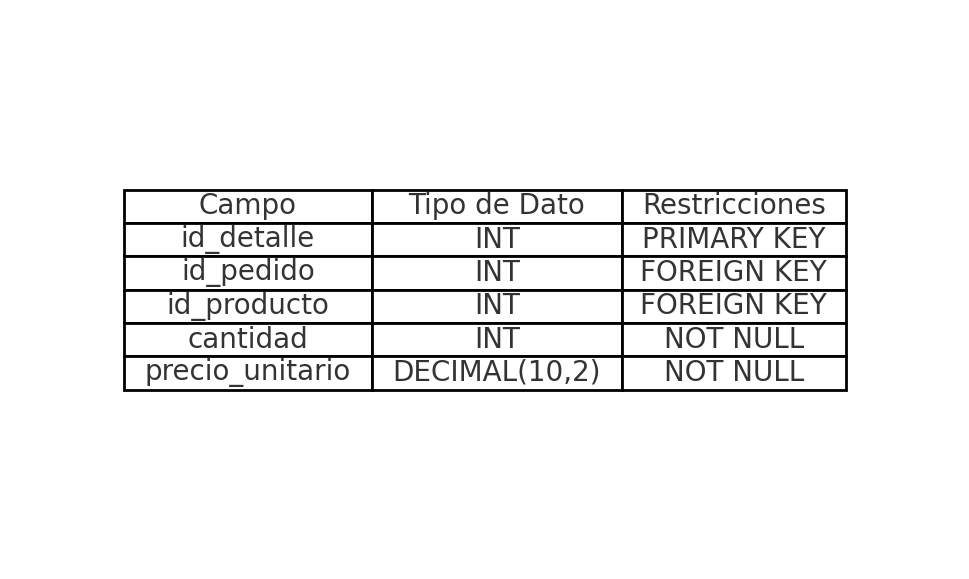 Campo Tipo de Dato Restricciones
id_detalle INT PRIMARY KEY
id_pedido INT FOREIGN KEY
id_producto INT FOREIGN KEY
cantidad INT NOT NULL
precio_unitario DECIMAL(10,2) NOT NULL